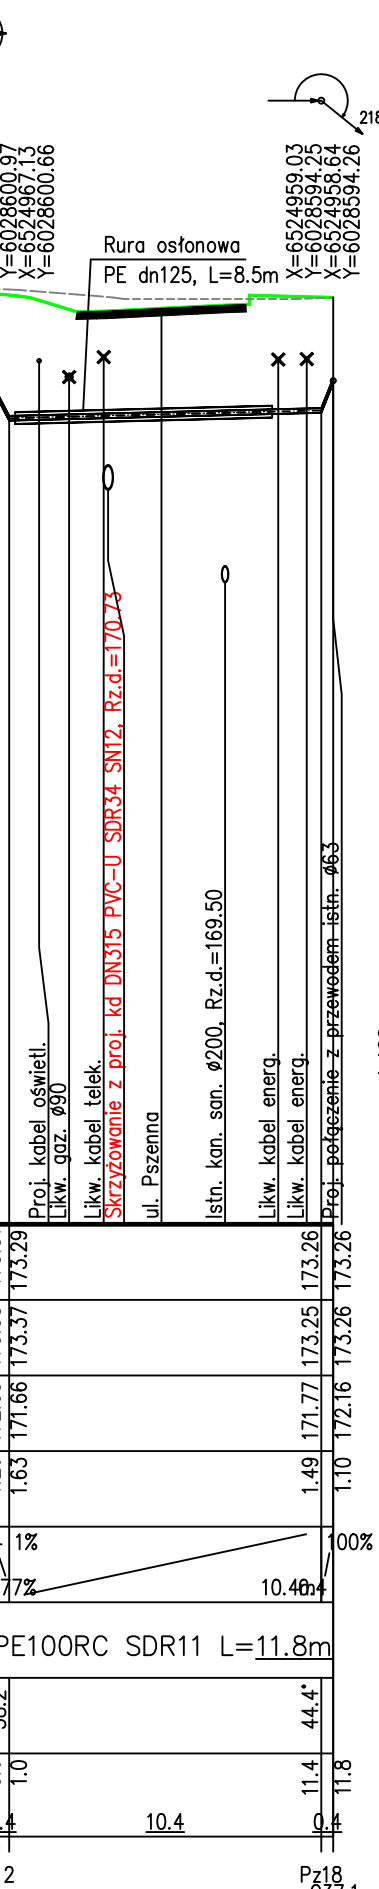 218
Y=6028600.97
X=6524967.13
Y=6028600.66
X=6524959.03
Y=6028594.25
X=6524958.64
Y=6028594.26
Rura osłonowa
PE dn125, L=8.5m
Proj. kabel oświetl.
Likw. gaz. ø90
Likw. kabel telek.
Skrzyżowanie z proj. kd DN315 PVC-U SDR34 SN12, Rz.d.=170.73
ul. Pszenna
Istn. kan. san. ø200, Rz.d.=169.50
Likw. kabel energ.
Likw. kabel energ.
Proj. połączenie z przewodem istn. ø63
173.29 173.26 173.26
173.37 173.25 173.26
171.66 171.77 172.16
1.63 1.49 1.10
1% 100%
77% 10.4m
PE100RC SDR11 L=11.8m
44.4°
1.0 11.4 11.8
.4 10.4 0.4
2 Pz18